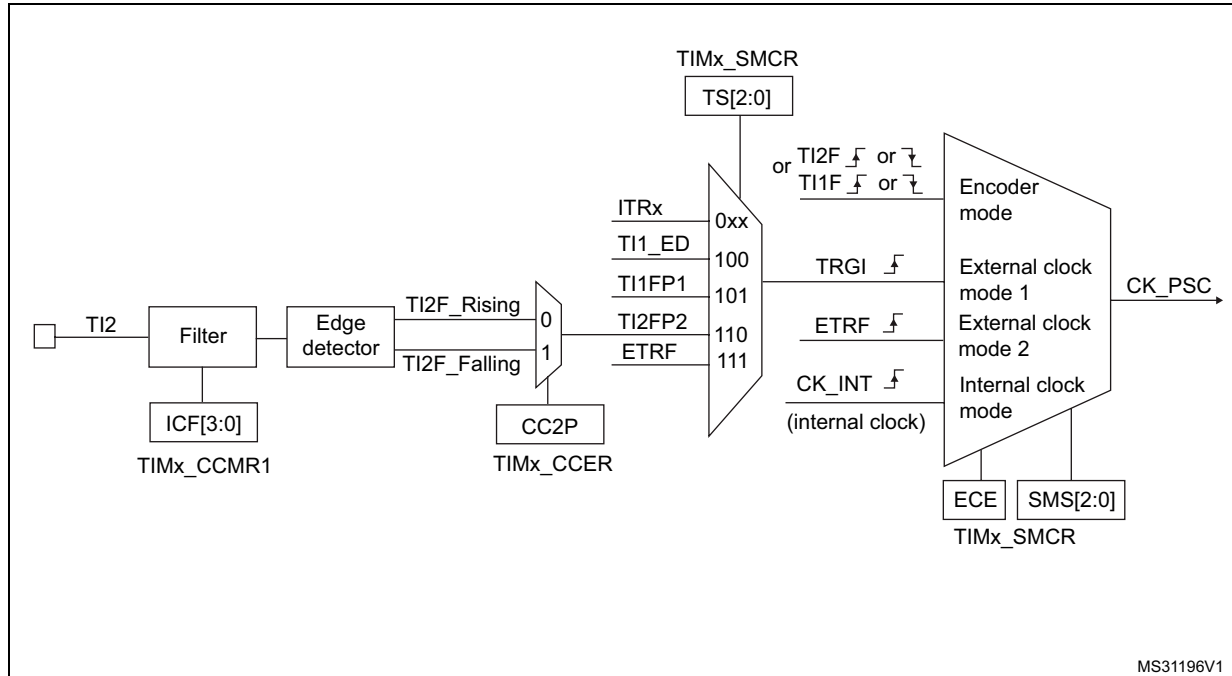 TIMx_SMCR
TS[2:0]
or TI2F or
TI1F or
Encoder
mode
ITRx
0xx
TI1_ED
100
TRGI
External clock
mode 1
CK_PSC
TI1FP1
101
TI2F_Rising
0
TI2
Filter
Edge
detector
TI2FP2
110
ETRF
External clock
mode 2
1
ETRF
111
TI2F_Falling
CK_INT
(internal clock)
Internal clock
mode
ICF[3:0]
TIMx_CCMR1
CC2P
TIMx_CCER
ECE
SMS[2:0]
TIMx_SMCR
MS31196V1